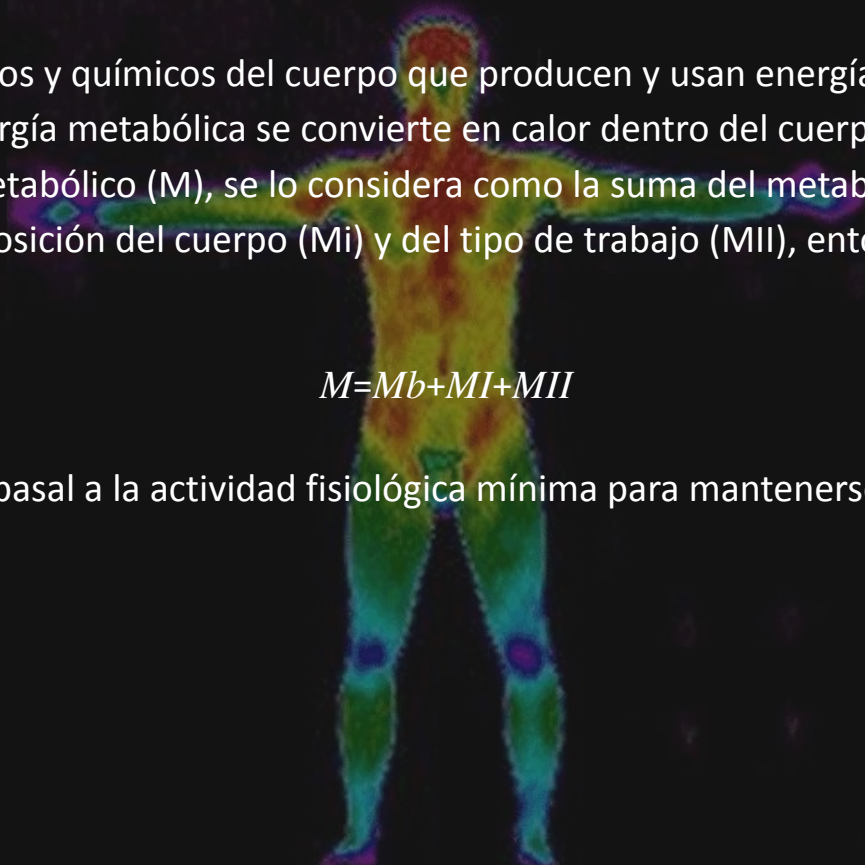 os y químicos del cuerpo que producen y usan energía
rgía metabólica se convierte en calor dentro del cuerp
etabólico (M), se lo considera como la suma del metab
osición del cuerpo (Mi) y del tipo de trabajo (MII), ento
M=Mb+MI+MII
basal a la actividad fisiológica mínima para manteners